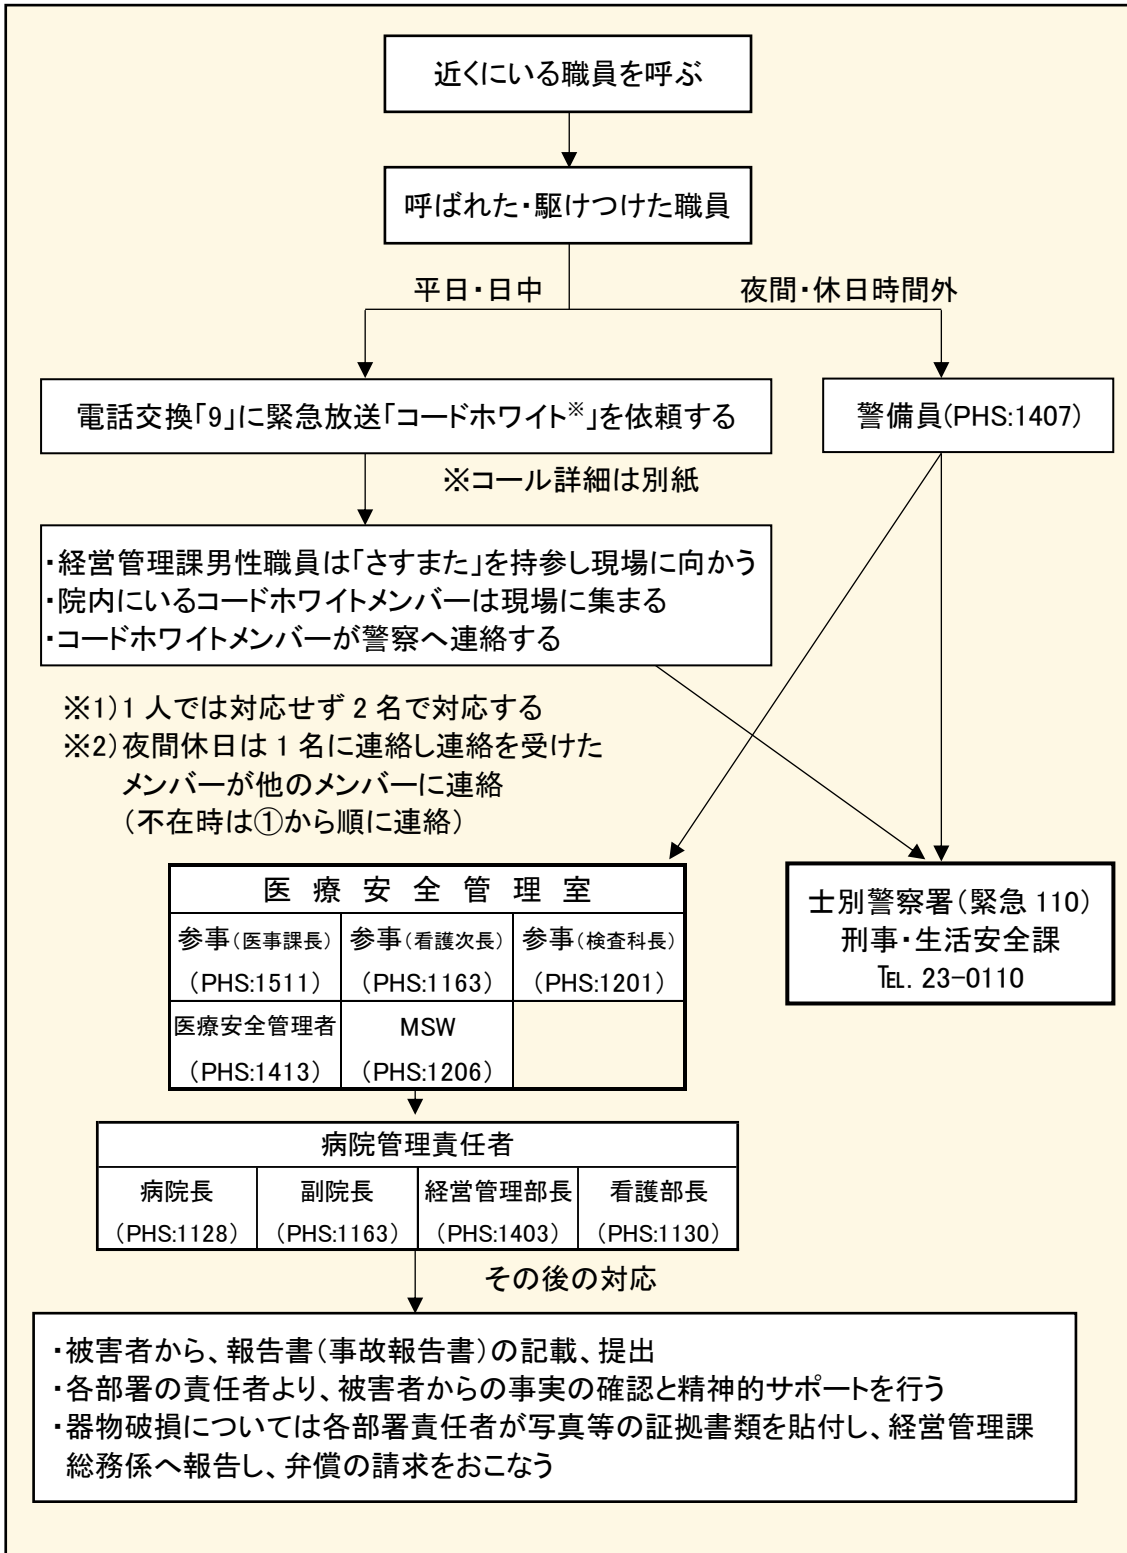 近くにいる職員を呼ぶ
呼ばれた・駆けつけた職員
平日・日中
夜間・休日時間外
電話交換「9」に緊急放送「コードホワイト※」を依頼する
警備員(PHS:1407)
※コール詳細は別紙
・経営管理課男性職員は「さすまた」を持参し現場に向かう
・院内にいるコードホワイトメンバーは現場に集まる
・コードホワイトメンバーが警察へ連絡する
※1)1 人では対応せず 2 名で対応する
※2)夜間休日は 1 名に連絡し連絡を受けた
メンバーが他のメンバーに連絡
(不在時は①から順に連絡)
医 療 安 全 管 理 室
参事(医事課長) 参事(看護次長) 参事(検査科長)
(PHS:1511) (PHS:1163) (PHS:1201)
医療安全管理者 MSW
(PHS:1413) (PHS:1206)
士別警察署(緊急 110)
刑事・生活安全課
℡. 23-0110
病院管理責任者
病院長 副院長 経営管理部長 看護部長
(PHS:1128) (PHS:1163) (PHS:1403) (PHS:1130)
その後の対応
・被害者から、報告書(事故報告書)の記載、提出
・各部署の責任者より、被害者からの事実の確認と精神的サポートを行う
・器物破損については各部署責任者が写真等の証拠書類を貼付し、経営管理課
総務係へ報告し、弁償の請求をおこなう